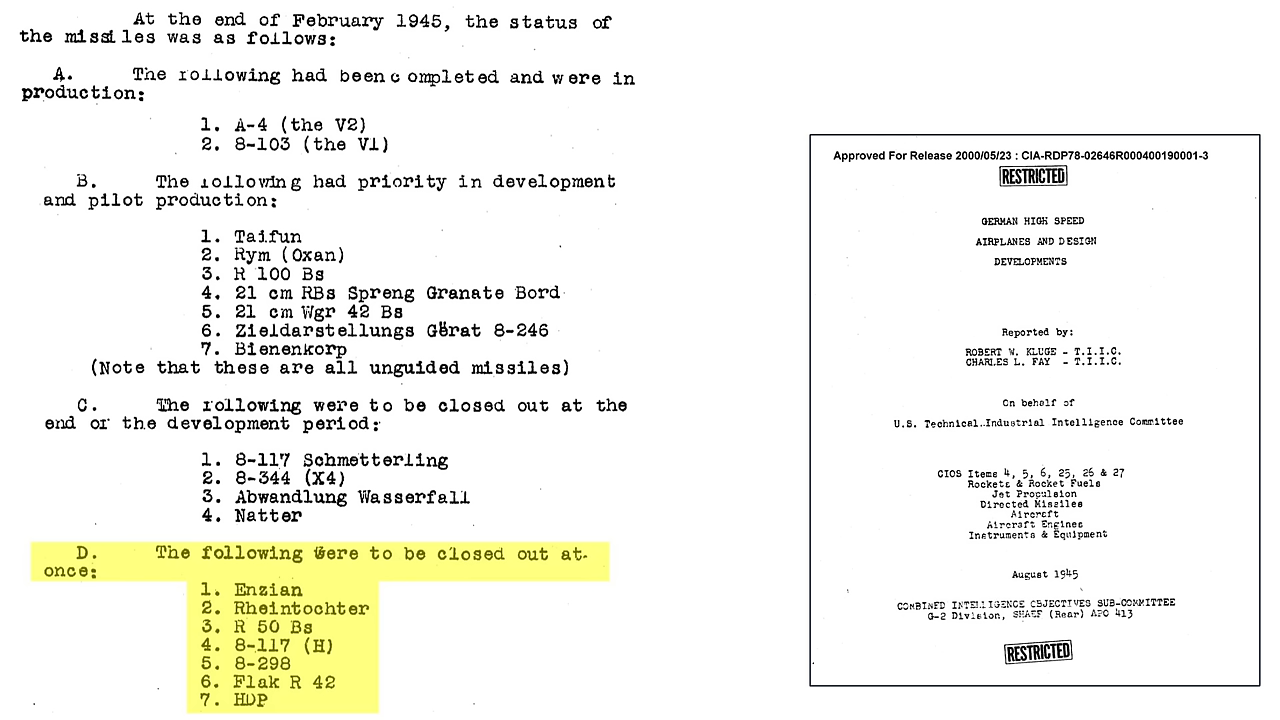 At the end of February 1945, the status of
the missiles was as follows:
A. The following had been completed and were in
production:
1. A-4 (the V2)
2. 8-103 (the V1)
B. The following had priority in development
and pilot production:
1. Taifun
2. Rym (Oxan)
3. R 100 Bs
4. 21 cm RBs Spreng Granate Bord
5. 21 cm Wgr 42 Bs
6. Zieldarstellungs Gërat 8-246
7. Bienenkorp
(Note that these are all unguided missiles)
C. The following were to be closed out at the
end of the development period:
1. 8-117 Schmetterling
2. 8-344 (X4)
3. Abwandlung Wasserfall
4. Natter
D. The following were to be closed out at
once:
1. Enzian
2. Rheintochter
3. R 50 Bs
4. 8-117 (H)
5. 8-298
6. Flak R 42
7. HDP
Approved For Release 2000/05/23 : CIA-RDP78-02646R000400190001-3
RESTRICTED
GERMAN HIGH SPEED
AIRPLANES AND DESIGN
DEVELOPMENTS
Reported by:
ROBERT W. KLUGE - T.I.I.C.
CHARLES L. FAY - T.I.I.C.
On behalf of
U.S. Technical Industrial Intelligence Committee
CIOS Items 4, 5, 6, 25, 26 & 27
Rockets & Rocket Fuels
Jet Propulsion
Directed Missiles
Aircraft
Aircraft Engines
Instruments & Equipment
August 1945
COMBINED INTELLIGENCE OBJECTIVES SUB-COMMITTEE
G-2 Division, SHAEF (Rear) APO 413
RESTRICTED